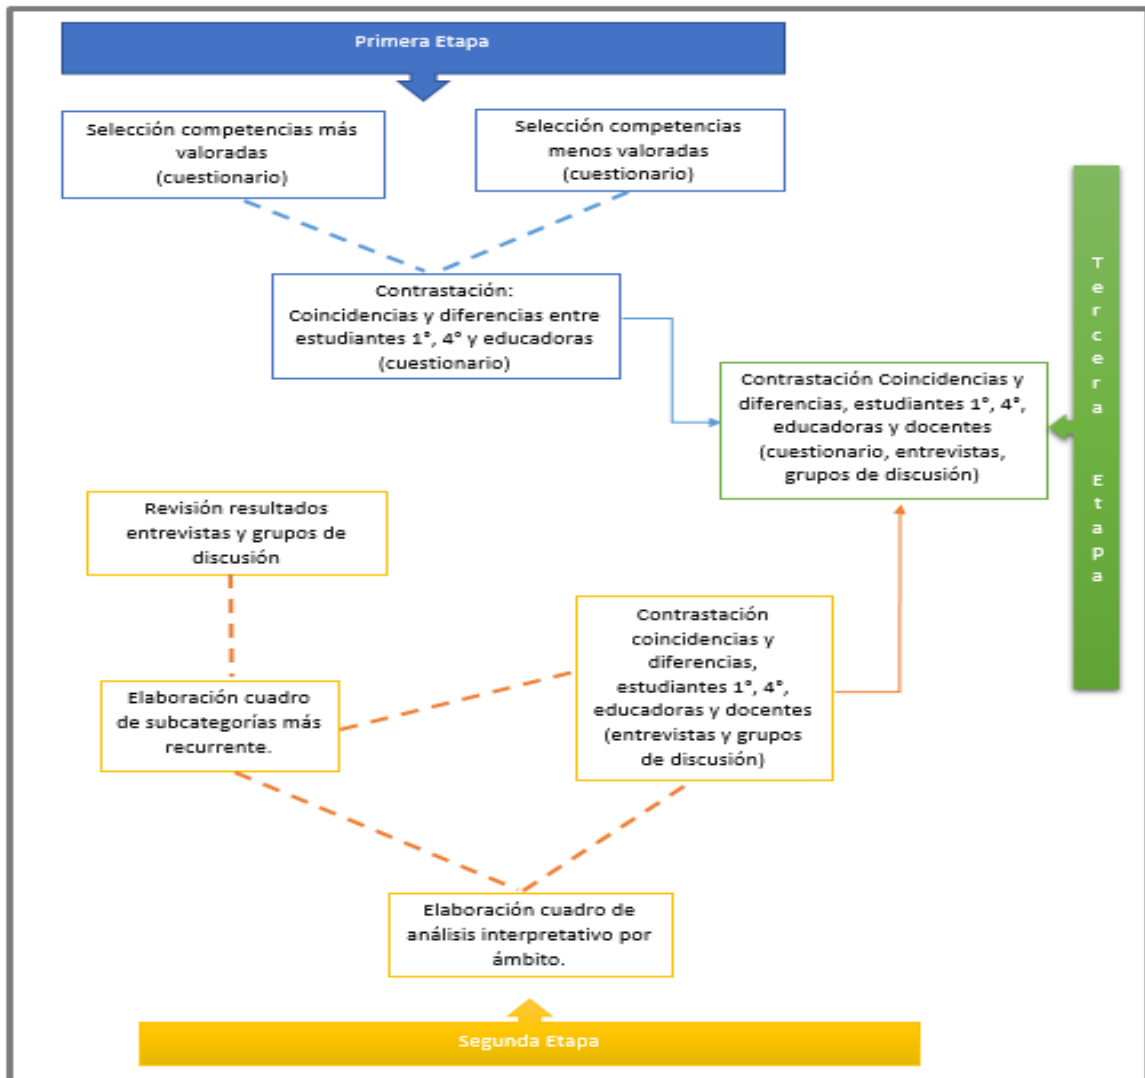 Primera Etapa
Selección competencias más
valoradas
(cuestionario)
Selección competencias
menos valoradas
(cuestionario)
Contrastación:
Coincidencias y diferencias entre
estudiantes 1°, 4° y educadoras
(cuestionario)
Contrastación Coincidencias y
diferencias, estudiantes 1°, 4°,
educadoras y docentes
(cuestionario, entrevistas,
grupos de discusión)
Tercera Etapa
Revisión resultados
entrevistas y grupos de
discusión
Contrastación
coincidencias y
diferencias,
estudiantes 1°, 4°,
educadoras y docentes
(entrevistas y grupos
de discusión)
Elaboración cuadro
de subcategorías más
recurrente.
Elaboración cuadro de
análisis interpretativo por
ámbito.
Segunda Etapa